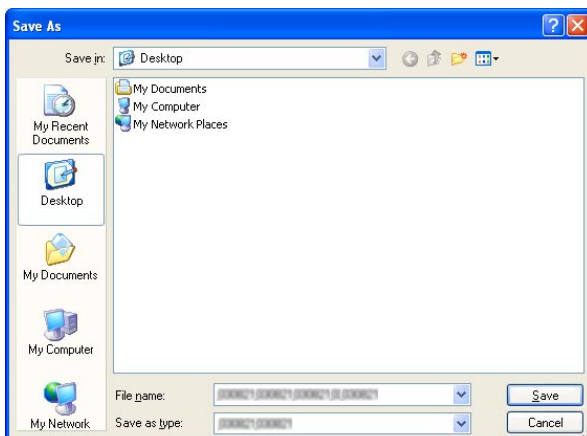 Save As
Save in: Desktop
My Documents
My Computer
My Network Places
My Recent
Documents
Desktop
My Documents
My Computer
My Network
File name:
Save
Save as type:
Cancel